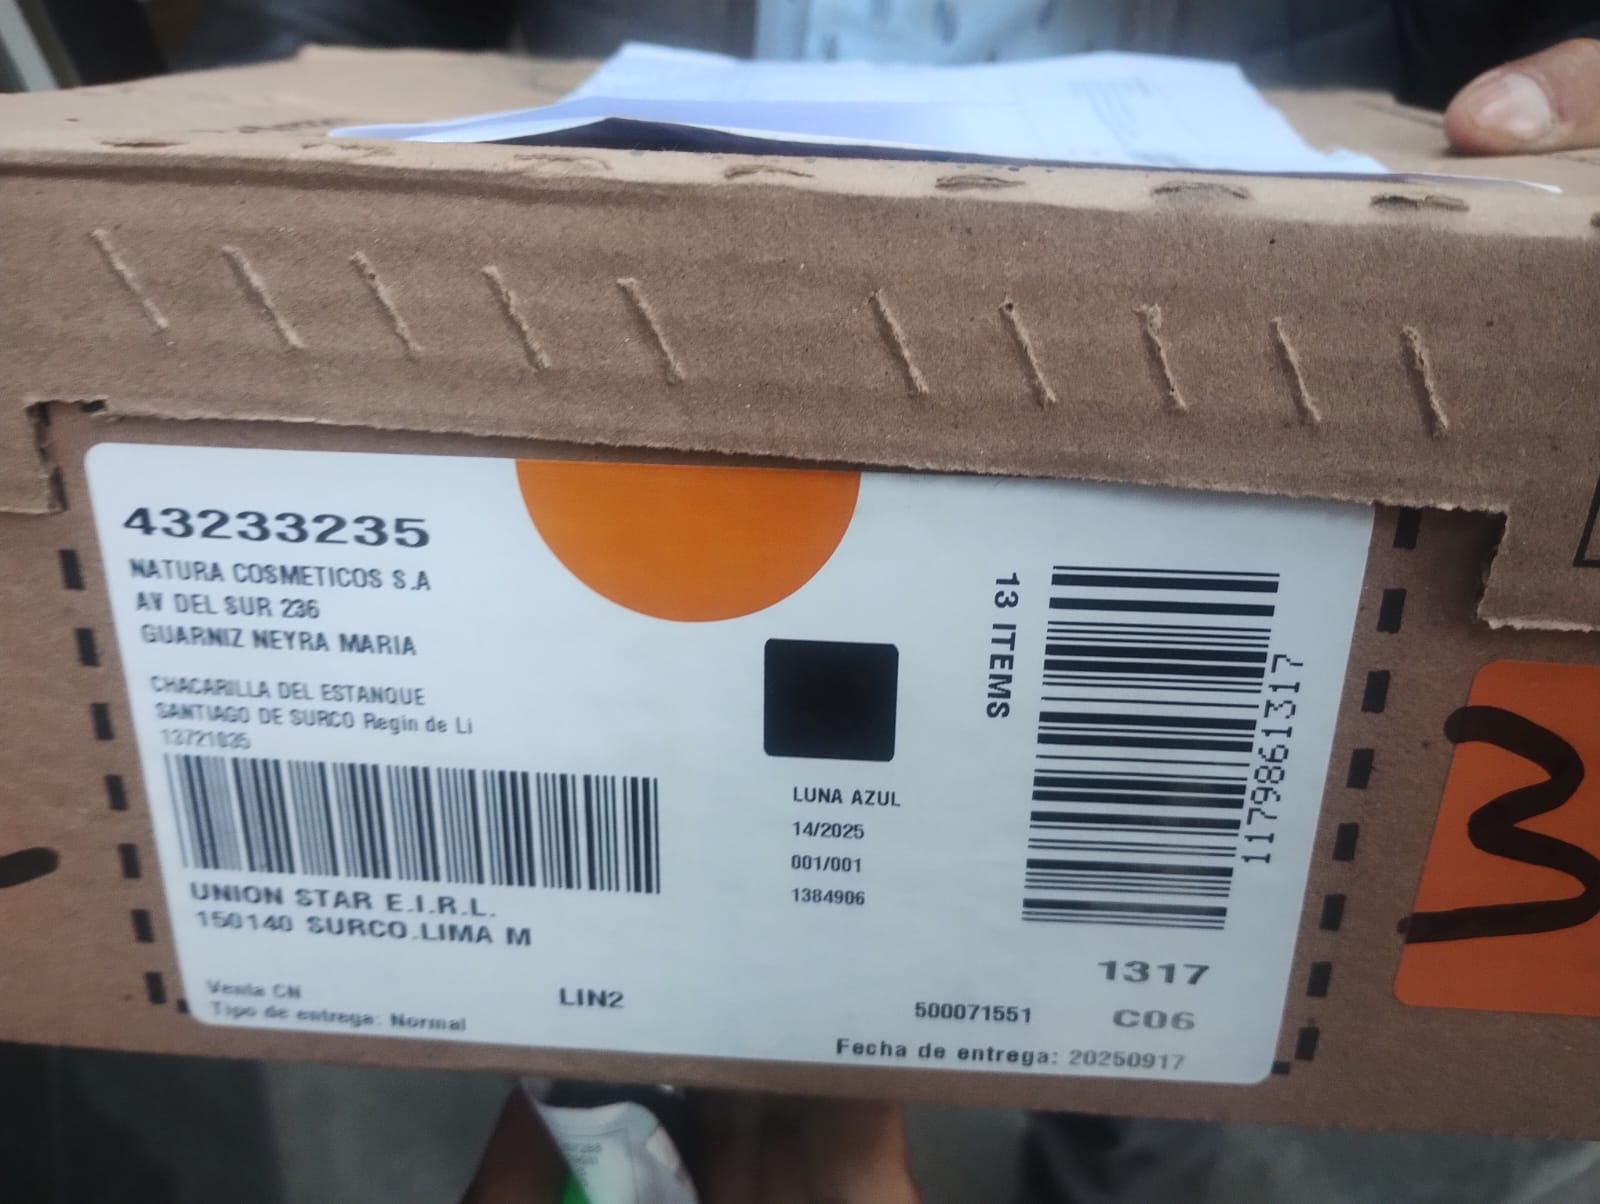 43233235
NATURA COSMETICOS S.A
AV DEL SUR 236
GUARNIZ NEYRA MARIA
CHACARILLA DEL ESTANQUE
SANTIAGO DE SURCO Regin de Li
13721035
UNION STAR E.I.R.L.
150140 SURCO.LIMA M
Venta CN
Tipo de entrega: Normal
LIN2
LUNA AZUL
14/2025
001/001
1384906
13 ITEMS
1179861317
1317
500071551
C06
Fecha de entrega: 20250917